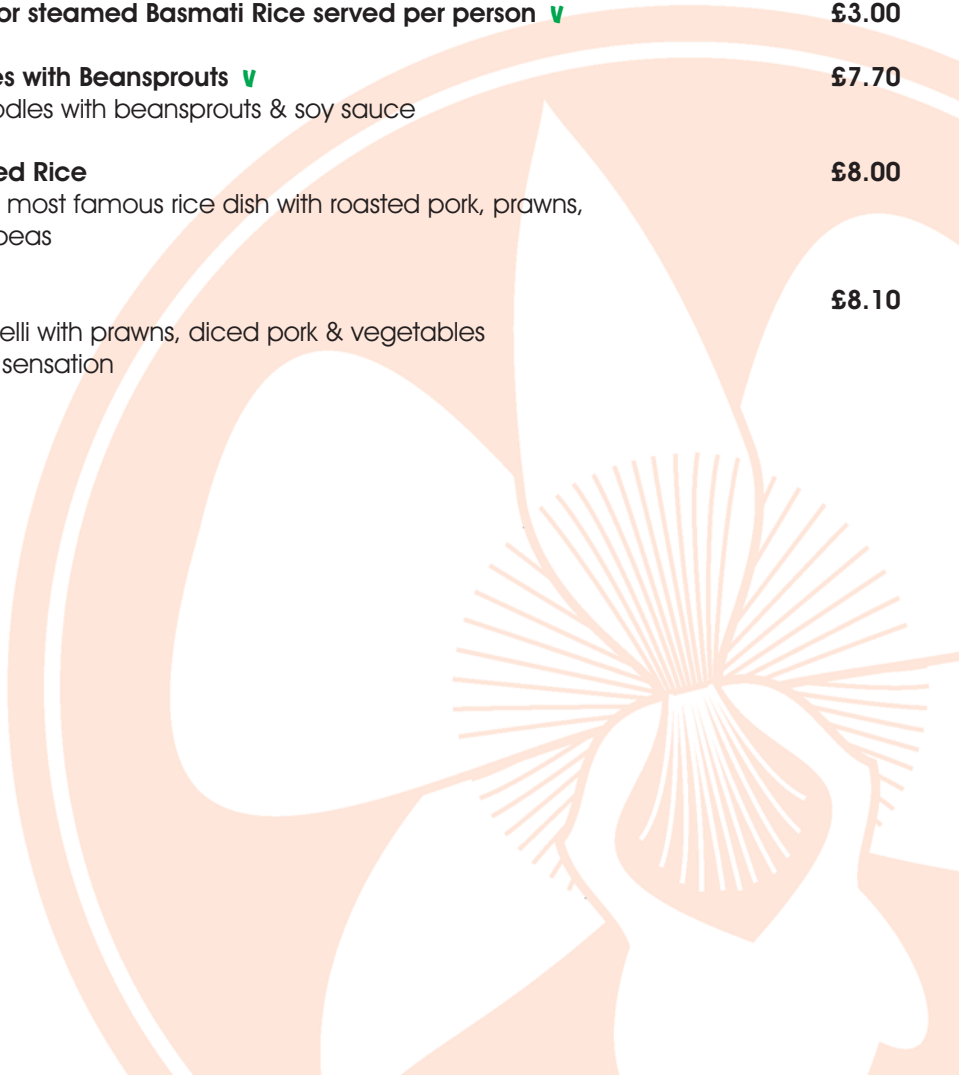 or steamed Basmati Rice served per person V £3.00
es with Beansprouts V £7.70
odles with beansprouts & soy sauce
ed Rice £8.00
most famous rice dish with roasted pork, prawns,
peas
£8.10
elli with prawns, diced pork & vegetables
sensation